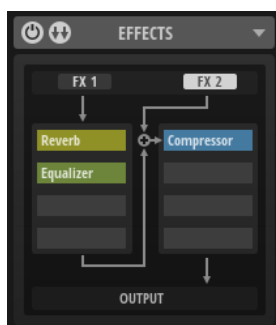 EFFECTS
FX 1 FX 2
Reverb Compressor
Equalizer
OUTPUT